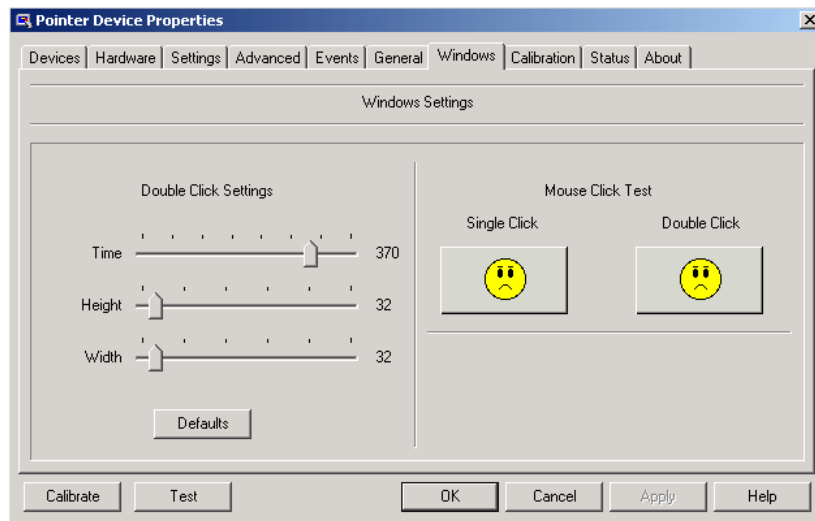 Pointer Device Properties
Devices Hardware Settings Advanced Events General Windows Calibration Status About
Windows Settings
Double Click Settings
Time 370
Height 32
Width 32
Defaults
Mouse Click Test
Single Click Double Click
Calibrate Test OK Cancel Apply Help